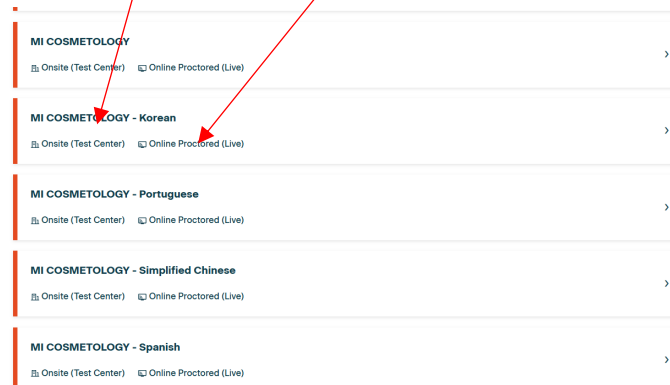 MI COSMETOLOGY
Onsite (Test Center) Online Proctored (Live)
MI COSMETOLOGY - Korean
Onsite (Test Center) Online Proctored (Live)
MI COSMETOLOGY - Portuguese
Onsite (Test Center) Online Proctored (Live)
MI COSMETOLOGY - Simplified Chinese
Onsite (Test Center) Online Proctored (Live)
MI COSMETOLOGY - Spanish
Onsite (Test Center) Online Proctored (Live)